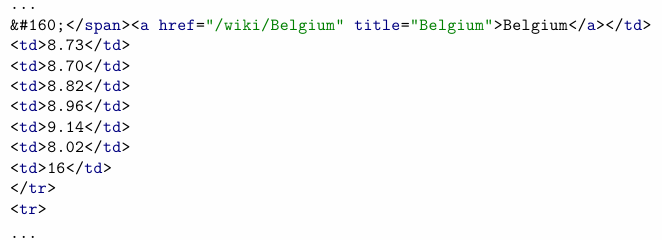 ...
&#160;</span><a href="/wiki/Belgium" title="Belgium">Belgium</a></td>
<td>8.73</td>
<td>8.70</td>
<td>8.82</td>
<td>8.96</td>
<td>9.14</td>
<td>8.02</td>
<td>16</td>
</tr>
<tr>
...